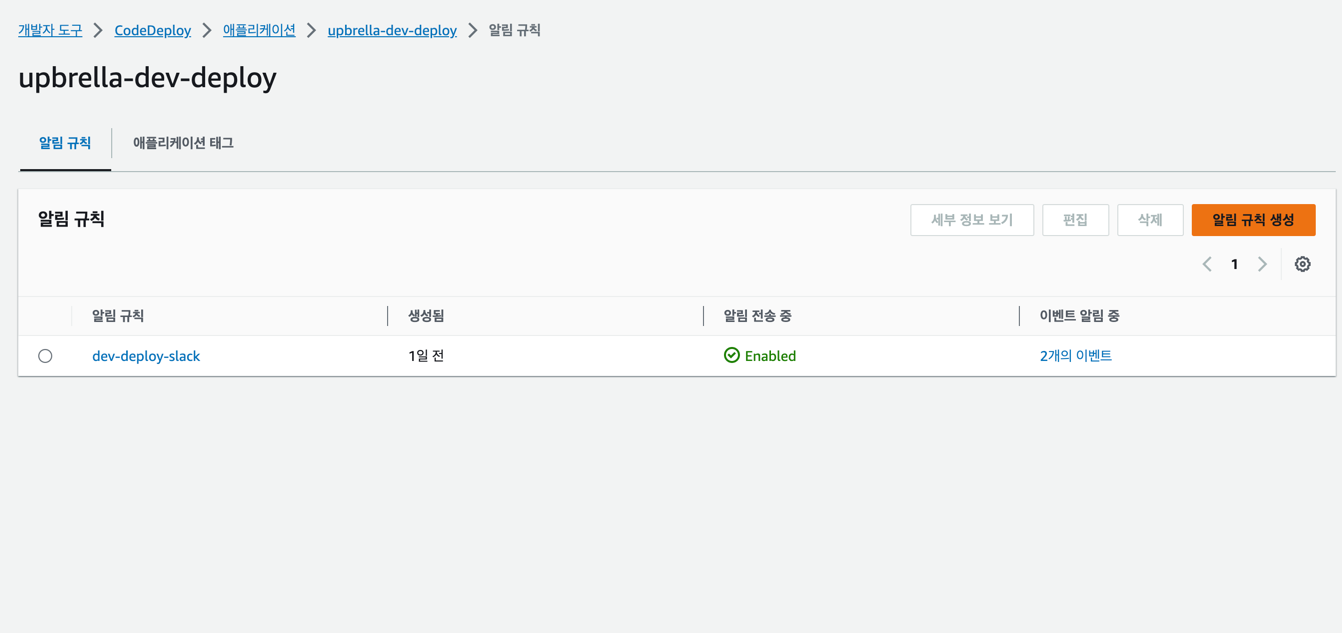 개발자 도구 CodeDeploy 애플리케이션 upbrella-dev-deploy 알림 규칙
upbrella-dev-deploy
알림 규칙 애플리케이션 태그
알림 규칙 세부 정보 보기 편집 삭제 알림 규칙 생성
1
알림 규칙 생성됨 알림 전송 중 이벤트 알림 중
dev-deploy-slack 1일 전 Enabled 2개의 이벤트